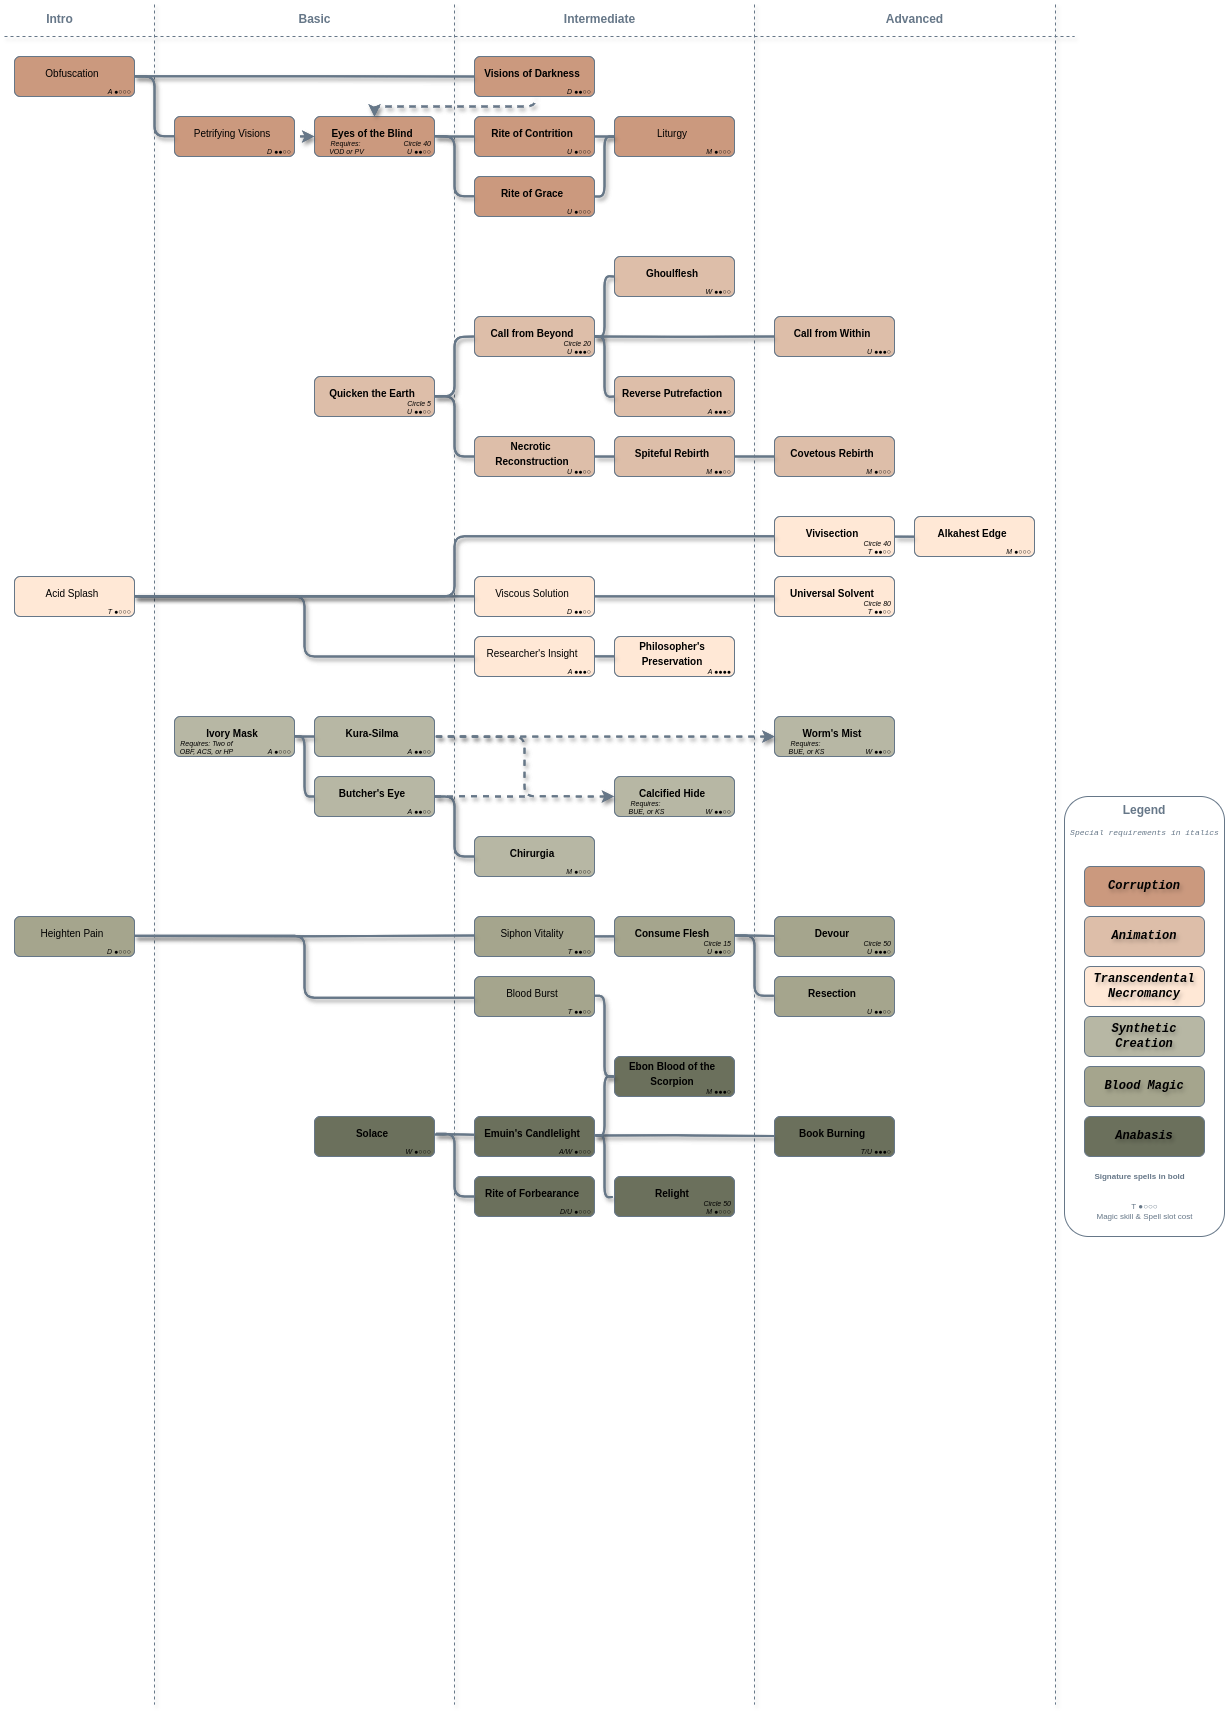 Intro
Basic
Intermediate
Advanced
Obfuscation
A ●○○○
Visions of Darkness
D ●●○○
Petrifying Visions
D ●●○○
Eyes of the Blind
Requires: Circle 40
VOD or PV U ●●○○
Rite of Contrition
U ●○○○
Liturgy
M ●○○○
Rite of Grace
U ●○○○
Ghoulflesh
W ●●○○
Call from Beyond
Circle 20
U ●●●○
Call from Within
U ●●●○
Quicken the Earth
Circle 5
U ●●○○
Reverse Putrefaction
A ●●●○
Necrotic
Reconstruction
U ●●○○
Spiteful Rebirth
M ●●○○
Covetous Rebirth
M ●○○○
Vivisection
Circle 40
T ●●○○
Alkahest Edge
M ●○○○
Acid Splash
T ●○○○
Viscous Solution
D ●●○○
Universal Solvent
Circle 80
T ●●○○
Researcher's Insight
A ●●●○
Philosopher's
Preservation
A ●●●●
Ivory Mask
Requires: Two of
OBF, ACS, or HP A ●○○○
Kura-Silma
A ●●○○
Worm's Mist
Requires:
BUE, or KS W ●●○○
Butcher's Eye
A ●●○○
Calcified Hide
Requires:
BUE, or KS W ●●○○
Chirurgia
M ●○○○
Heighten Pain
D ●○○○
Siphon Vitality
T ●●○○
Consume Flesh
Circle 15
U ●●○○
Devour
Circle 50
U ●●●○
Blood Burst
T ●●○○
Resection
U ●●○○
Ebon Blood of the
Scorpion
M ●●●○
Solace
W ●○○○
Emuin's Candlelight
A/W ●○○○
Book Burning
T/U ●●●○
Rite of Forbearance
D/U ●○○○
Relight
Circle 50
M ●○○○
Legend
Special requirements in italics
Corruption
Animation
Transcendental
Necromancy
Synthetic
Creation
Blood Magic
Anabasis
Signature spells in bold
T ●○○○
Magic skill & Spell slot cost